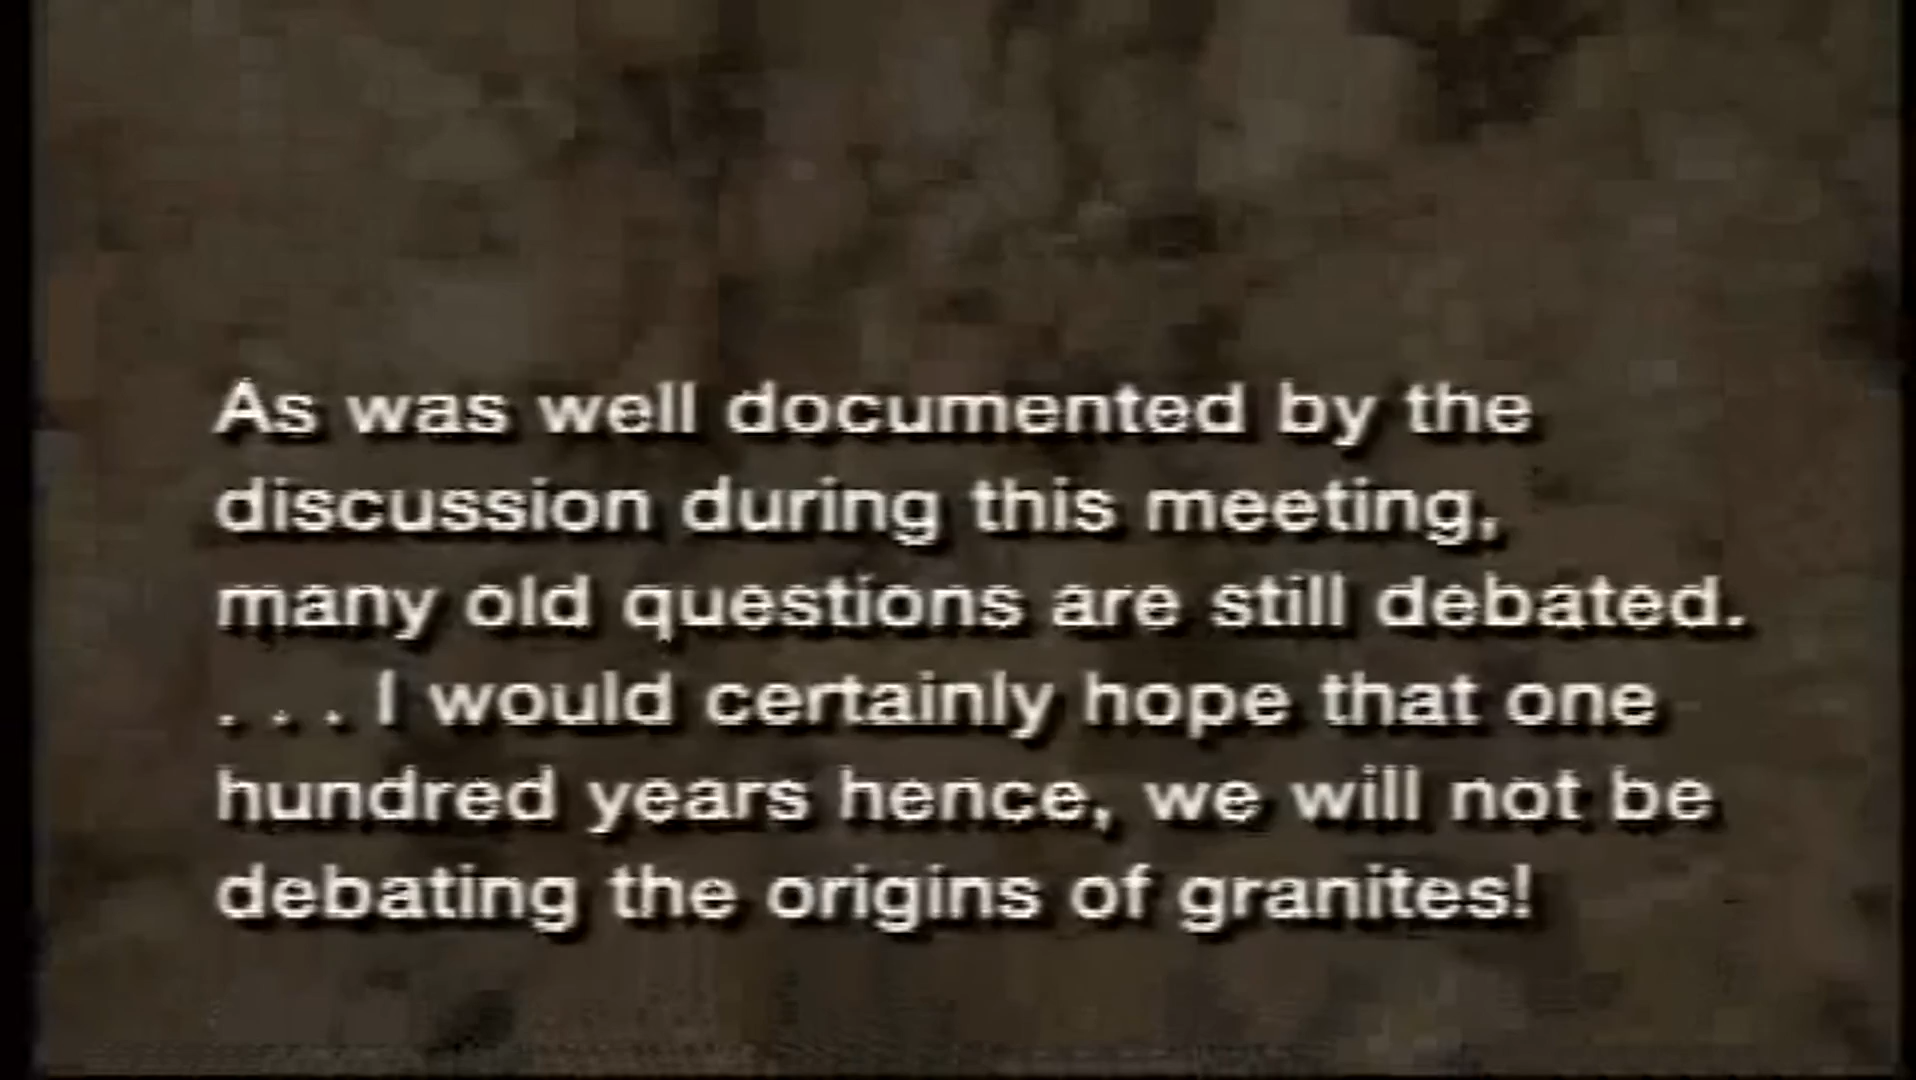 As was well documented by the
discussion during this meeting,
many old questions are still debated.
. . . I would certainly hope that one
hundred years hence, we will not be
debating the origins of granites!